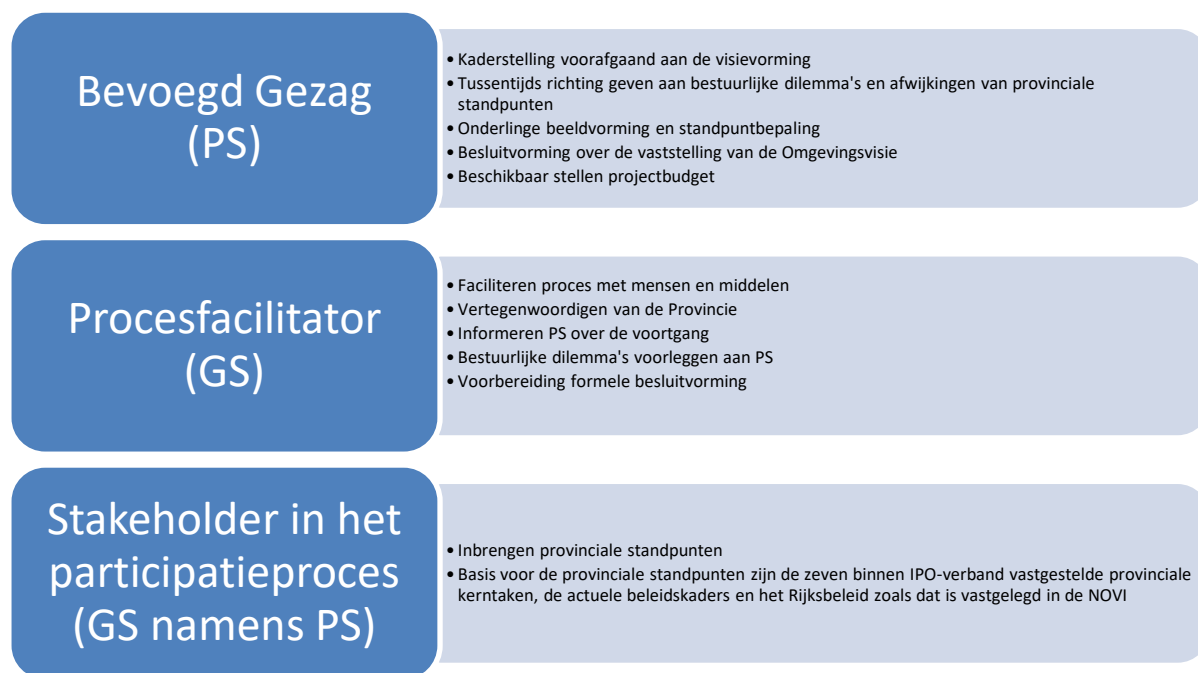 Bevoegd Gezag
(PS)
• Kaderstelling voorafgaand aan de visievorming
• Tussentijds richting geven aan bestuurlijke dilemma's en afwijkingen van provinciale
standpunten
• Onderlinge beeldvorming en standpuntbepaling
• Besluitvorming over de vaststelling van de Omgevingsvisie
• Beschikbaar stellen projectbudget
Procesfacilitator
(GS)
• Faciliteren proces met mensen en middelen
• Vertegenwoordigen van de Provincie
• Informeren PS over de voortgang
• Bestuurlijke dilemma's voorleggen aan PS
• Voorbereiding formele besluitvorming
Stakeholder in het
participatieproces
(GS namens PS)
• Inbrengen provinciale standpunten
• Basis voor de provinciale standpunten zijn de zeven binnen IPO-verband vastgestelde provinciale
kerntaken, de actuele beleidskaders en het Rijksbeleid zoals dat is vastgelegd in de NOVI